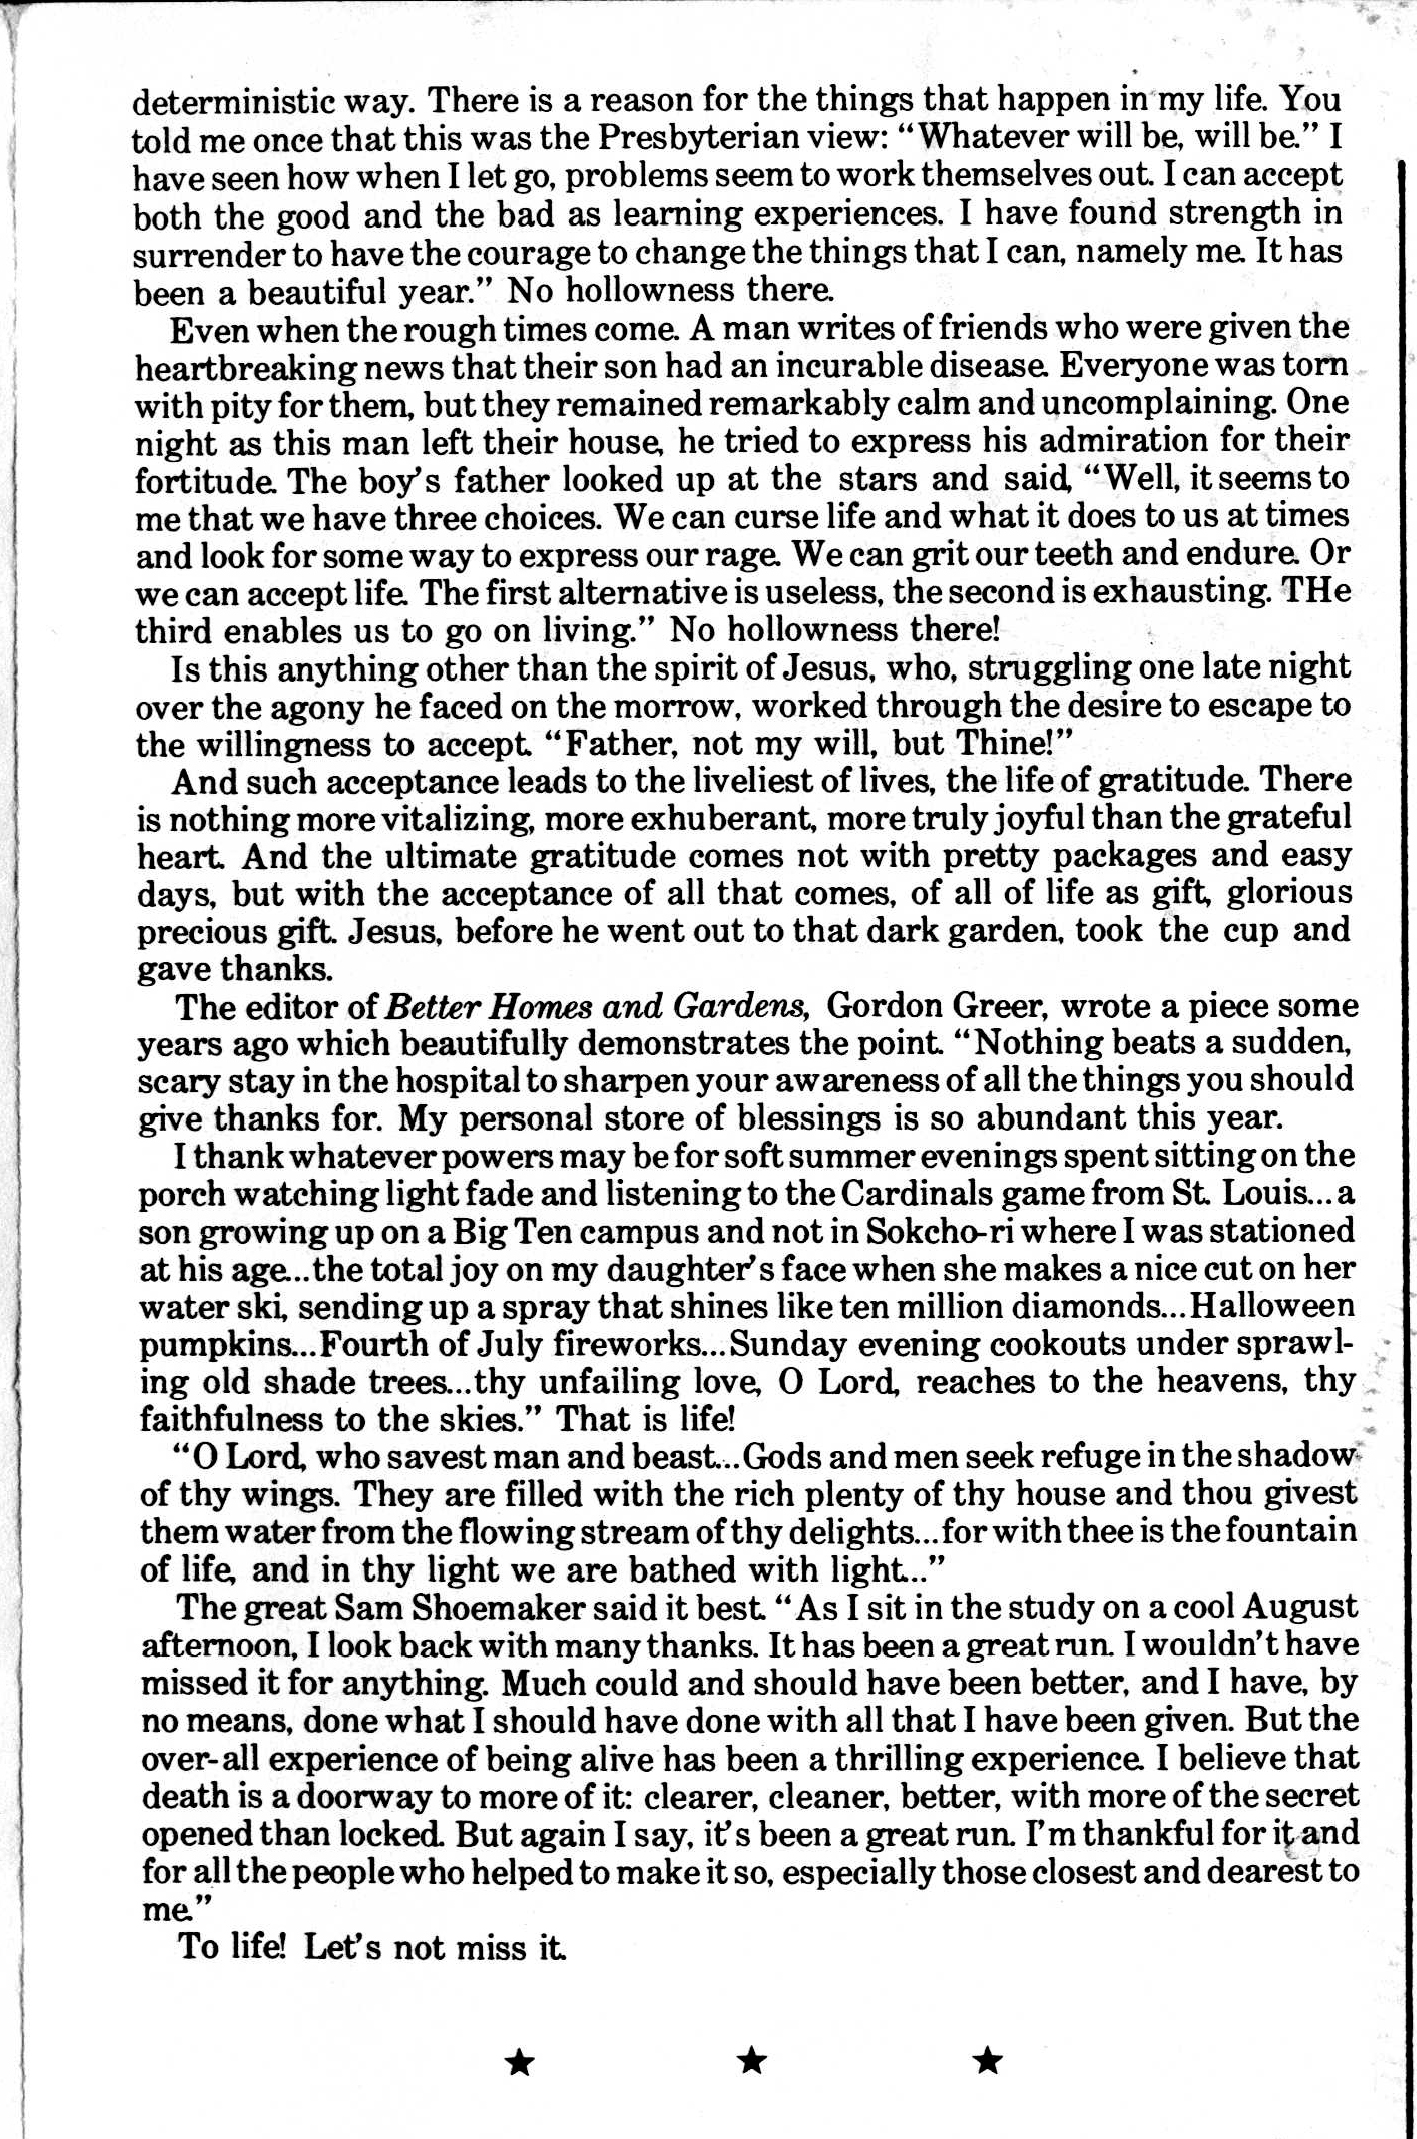 deterministic way. There is a reason for the things that happen in my life. You
told me once that this was the Presbyterian view: “Whatever will be, will be.” I
have seen how when I let go, problems seem to work themselves out. I can accept
both the good and the bad as learning experiences. I have found strength in
surrender to have the courage to change the things that I can, namely me. It has
been a beautiful year.” No hollowness there.
Even when the rough times come. A man writes of friends who were given the
heartbreaking news that their son had an incurable disease. Everyone was torn
with pity for them, but they remained remarkably calm and uncomplaining. One
night as this man left their house, he tried to express his admiration for their
fortitude. The boy’s father looked up at the stars and said, “Well, it seems to
me that we have three choices. We can curse life and what it does to us at times
and look for some way to express our rage. We can grit our teeth and endure. Or
we can accept life. The first alternative is useless, the second is exhausting. THe
third enables us to go on living.” No hollowness there!
Is this anything other than the spirit of Jesus, who, struggling one late night
over the agony he faced on the morrow, worked through the desire to escape to
the willingness to accept. “Father, not my will, but Thine!”
And such acceptance leads to the liveliest of lives, the life of gratitude. There
is nothing more vitalizing, more exhuberant, more truly joyful than the grateful
heart. And the ultimate gratitude comes not with pretty packages and easy
days, but with the acceptance of all that comes, of all of life as gift, glorious
precious gift. Jesus, before he went out to that dark garden, took the cup and
gave thanks.
The editor of Better Homes and Gardens, Gordon Greer, wrote a piece some
years ago which beautifully demonstrates the point. “Nothing beats a sudden,
scary stay in the hospital to sharpen your awareness of all the things you should
give thanks for. My personal store of blessings is so abundant this year.
I thank whatever powers may be for soft summer evenings spent sitting on the
porch watching light fade and listening to the Cardinals game from St. Louis...a
son growing up on a Big Ten campus and not in Sokcho-ri where I was stationed
at his age...the total joy on my daughter’s face when she makes a nice cut on her
water ski, sending up a spray that shines like ten million diamonds...Halloween
pumpkins...Fourth of July fireworks...Sunday evening cookouts under sprawl-
ing old shade trees...thy unfailing love, O Lord, reaches to the heavens, thy
faithfulness to the skies.” That is life!
“O Lord, who savest man and beast...Gods and men seek refuge in the shadow
of thy wings. They are filled with the rich plenty of thy house and thou givest
them water from the flowing stream of thy delights...for with thee is the fountain
of life, and in thy light we are bathed with light...”
The great Sam Shoemaker said it best. “As I sit in the study on a cool August
afternoon, I look back with many thanks. It has been a great run. I wouldn’t have
missed it for anything. Much could and should have been better, and I have, by
no means, done what I should have done with all that I have been given. But the
over-all experience of being alive has been a thrilling experience. I believe that
death is a doorway to more of it: clearer, cleaner, better, with more of the secret
opened than locked. But again I say, it’s been a great run. I’m thankful for it and
for all the people who helped to make it so, especially those closest and dearest to
me.”
To life! Let’s not miss it.